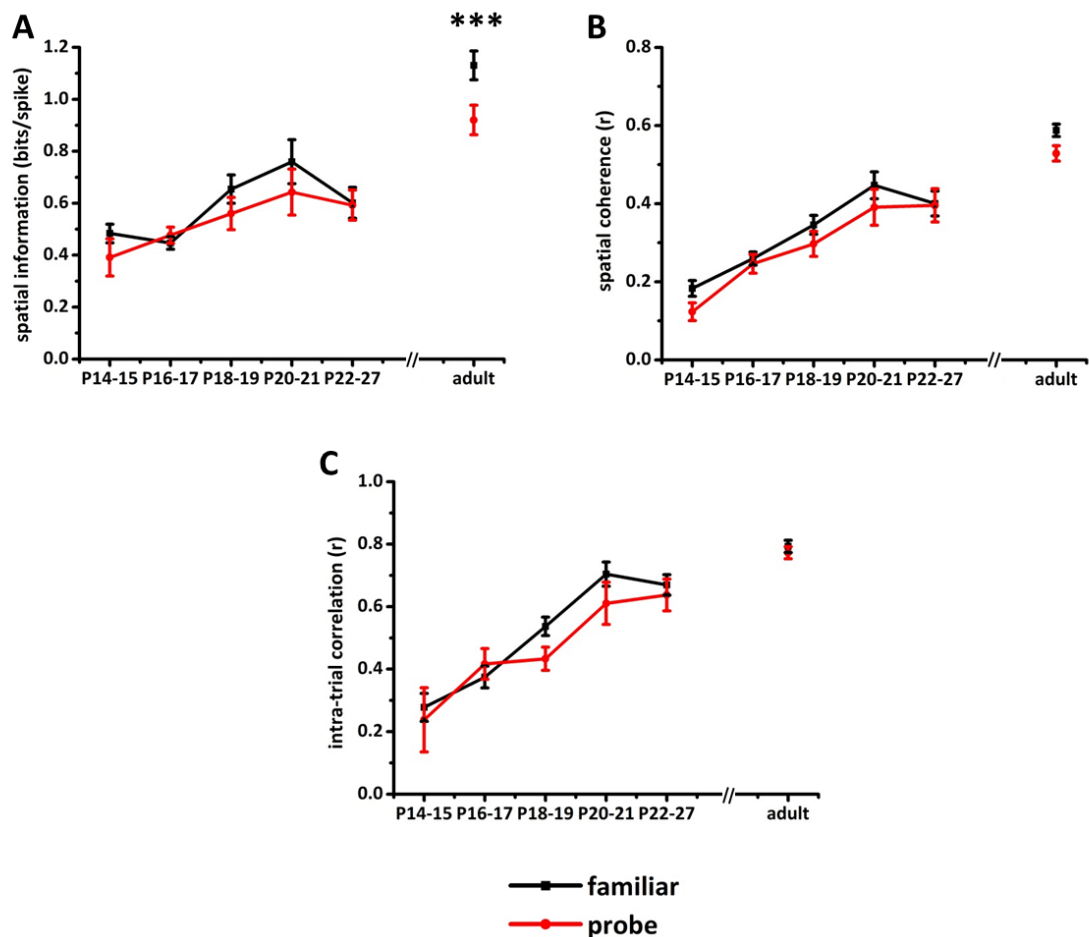 A
***
spatial information (bits/spike)
1.2
1.0
0.8
0.6
0.4
0.2
0.0
P14-15 P16-17 P18-19 P20-21 P22-27 // adult
B
spatial coherence (r)
0.8
0.6
0.4
0.2
0.0
P14-15 P16-17 P18-19 P20-21 P22-27 // adult
C
intra-trial correlation (r)
1.0
0.8
0.6
0.4
0.2
0.0
P14-15 P16-17 P18-19 P20-21 P22-27 // adult
familiar
probe